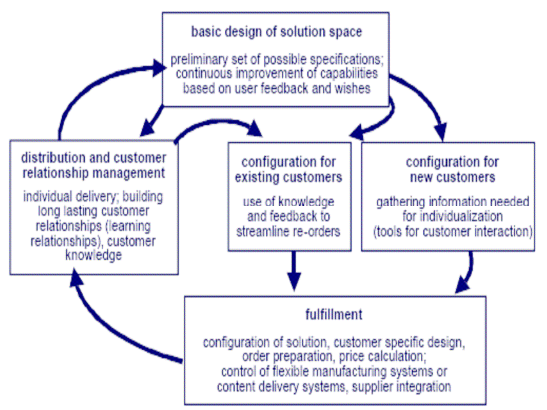 basic design of solution space
preliminary set of possible specifications;
continuous improvement of capabilities
based on user feedback and wishes
distribution and customer
relationship management
individual delivery; building
long lasting customer
relationships (learning
relationships), customer
knowledge
configuration for
existing customers
use of knowledge
and feedback to
streamline re-orders
configuration for
new customers
gathering information needed
for individualization
(tools for customer interaction)
fulfillment
configuration of solution, customer specific design,
order preparation, price calculation;
control of flexible manufacturing systems or
content delivery systems, supplier integration